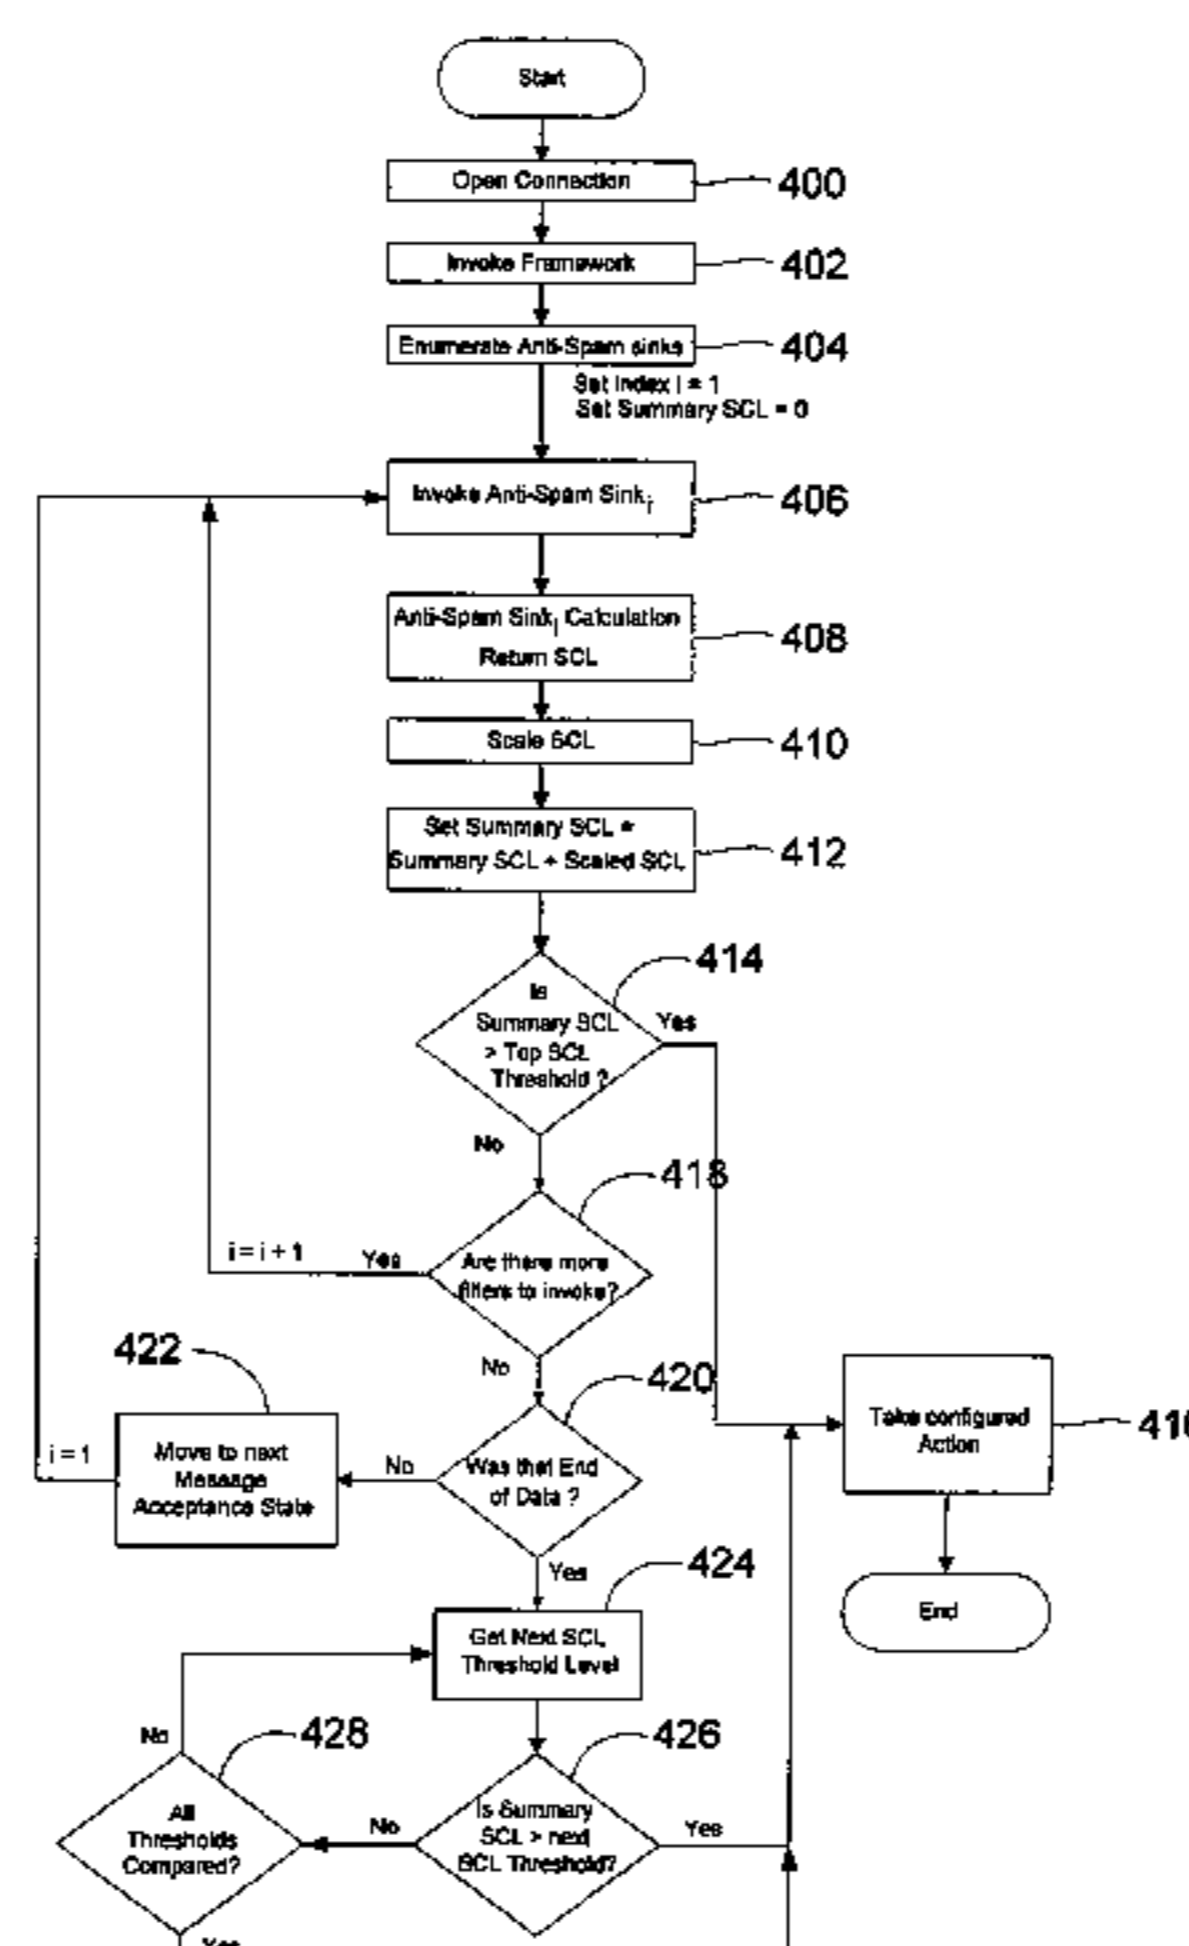 Start
Open Connection
400
Invoke Framework
402
Enumerate Anti-Spam sinks
404
Set Index i = 1
Set Summary SCL = 0
Invoke Anti-Spam Sink i
406
Anti-Spam Sink i Calculation
Return SCL
408
Scale SCL
410
Set Summary SCL =
Summary SCL + Scaled SCL
412
414
Is
Summary SCL
> Top SCL
Threshold ?
Yes
No
418
Are there more
filters to invoke?
Yes
i = i + 1
No
420
422
Was that End
of Data ?
No
Move to next
Message
Acceptance State
i = 1
Take configured
Action
Yes
424
Get Next SCL
Threshold Level
End
426
Is Summary
SCL > next
SCL Threshold?
Yes
No
428
All
Thresholds
Compared?
No
Yes